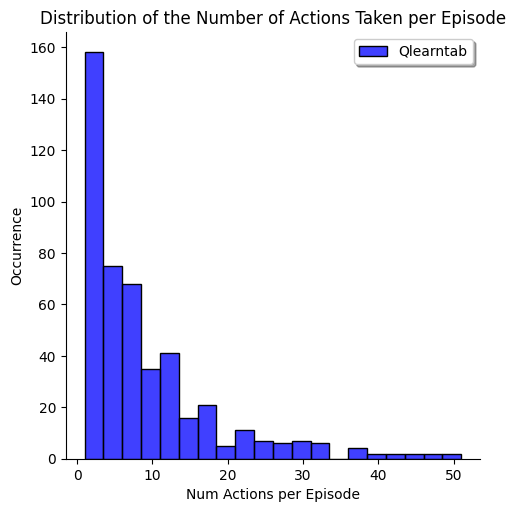 Distribution of the Number of Actions Taken per Episode
Qlearntab
160
140
120
100
80
60
40
20
0
Occurrence
0 10 20 30 40 50
Num Actions per Episode